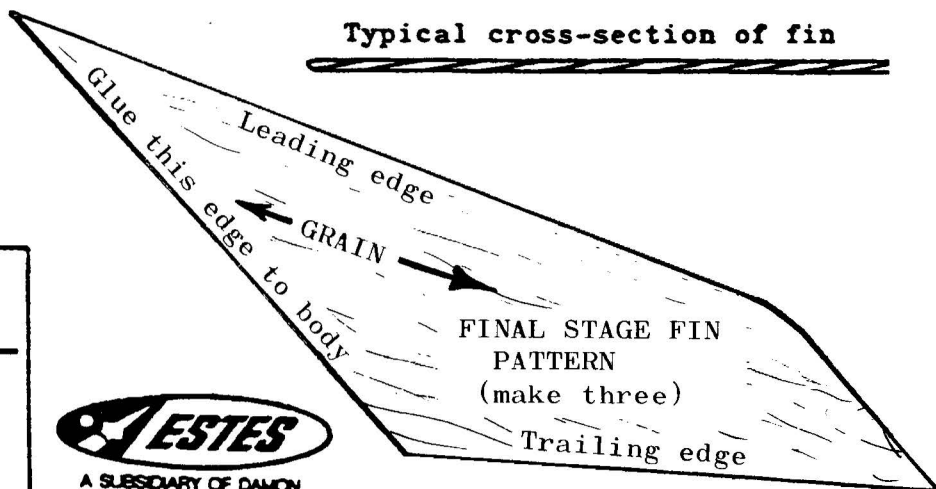 Typical cross-section of fin
Leading edge
Glue this edge to body
GRAIN
FINAL STAGE FIN
PATTERN
(make three)
Trailing edge
ESTES
A SUBSIDIARY OF DAMON